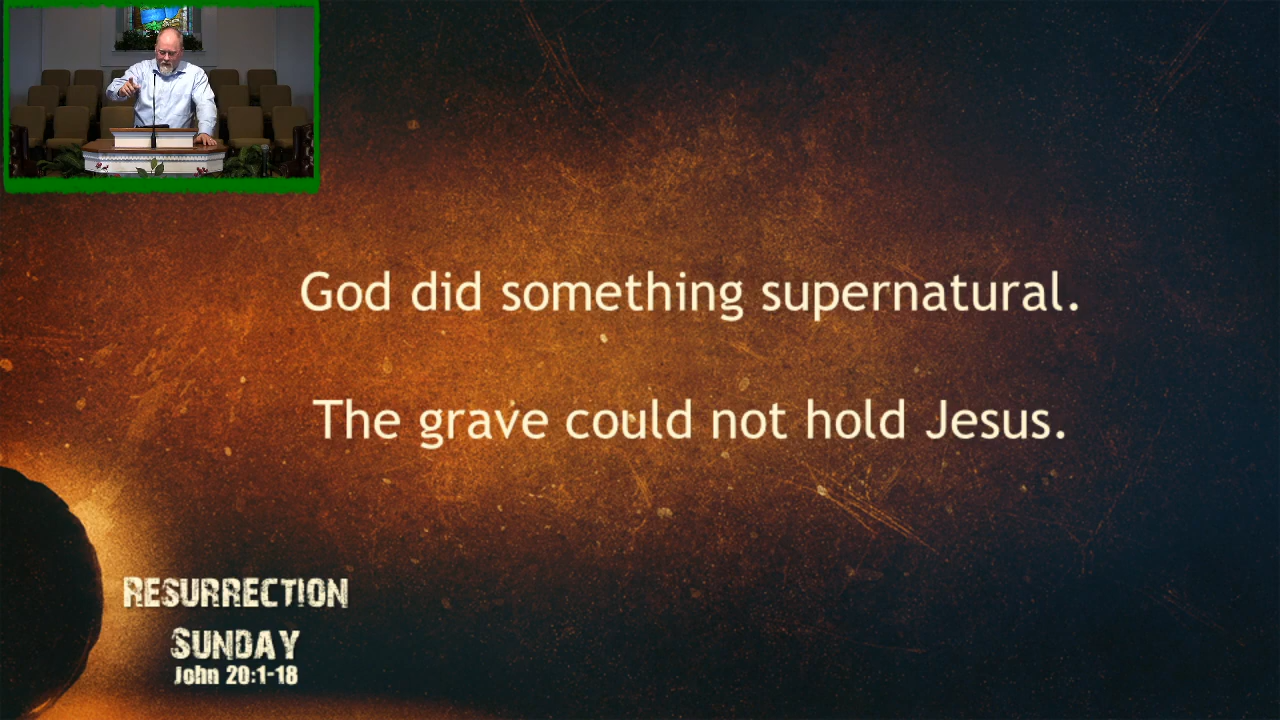 God did something supernatural.
The grave could not hold Jesus.
RESURRECTION
SUNDAY
John 20:1-18